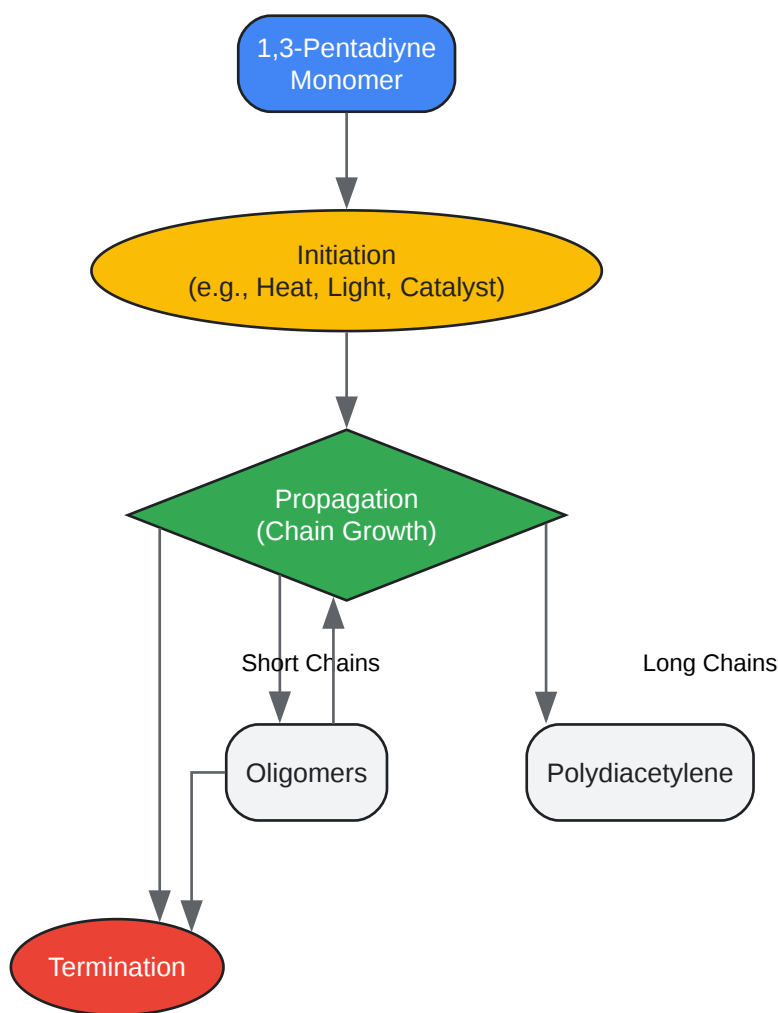 1,3-Pentadiyne
Monomer
Initiation
(e.g., Heat, Light, Catalyst)
Propagation
(Chain Growth)
Short Chains
Long Chains
Oligomers
Polydiacetylene
Termination